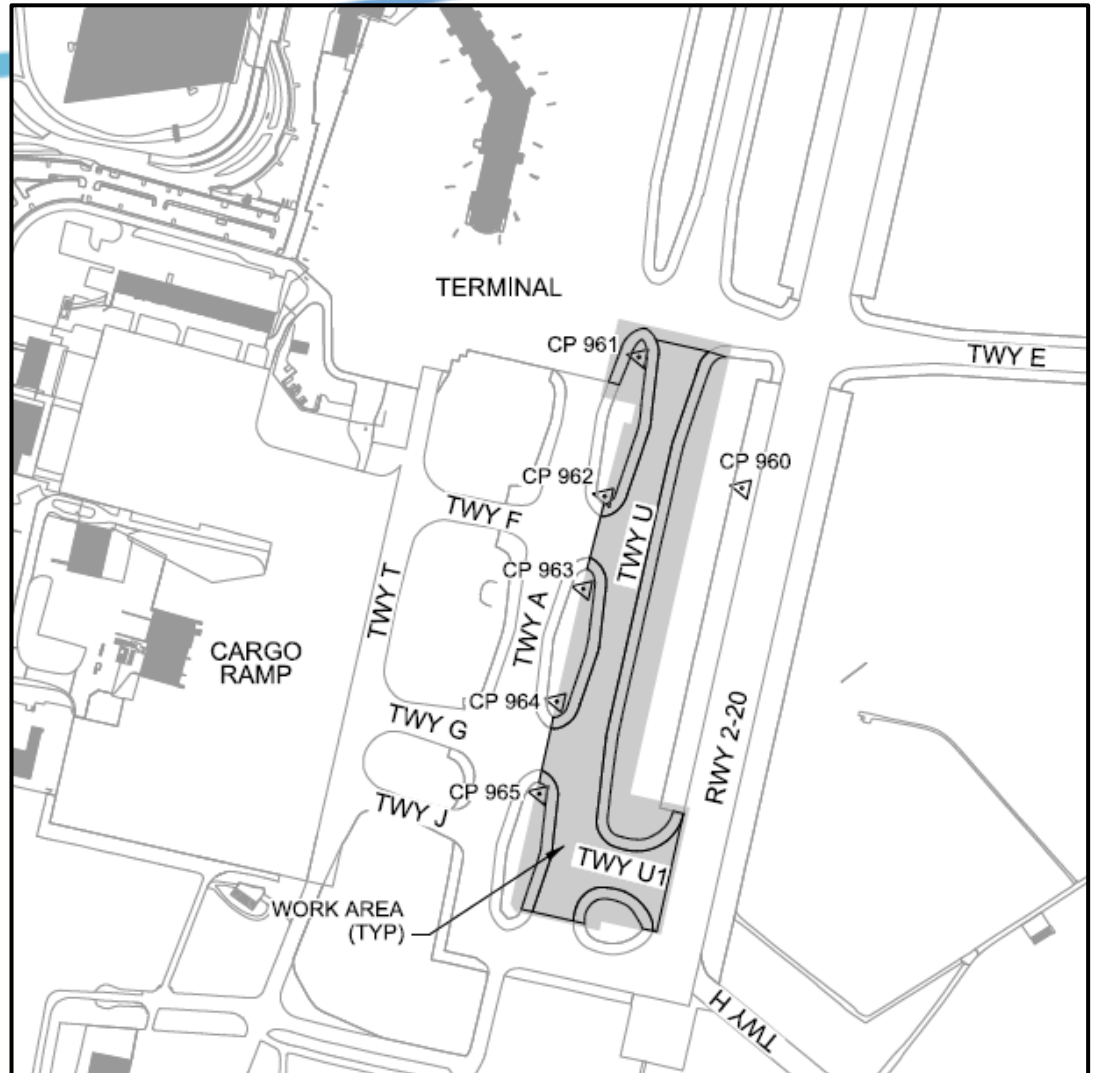 TERMINAL
CP 961
TWY E
CP 960
CP 962
TWY F
TWY U
CP 963
TWY T
TWY A
CARGO
RAMP
CP 964
TWY G
RWY 2-20
CP 965
TWY J
TWY U1
WORK AREA
(TYP)
TWY H